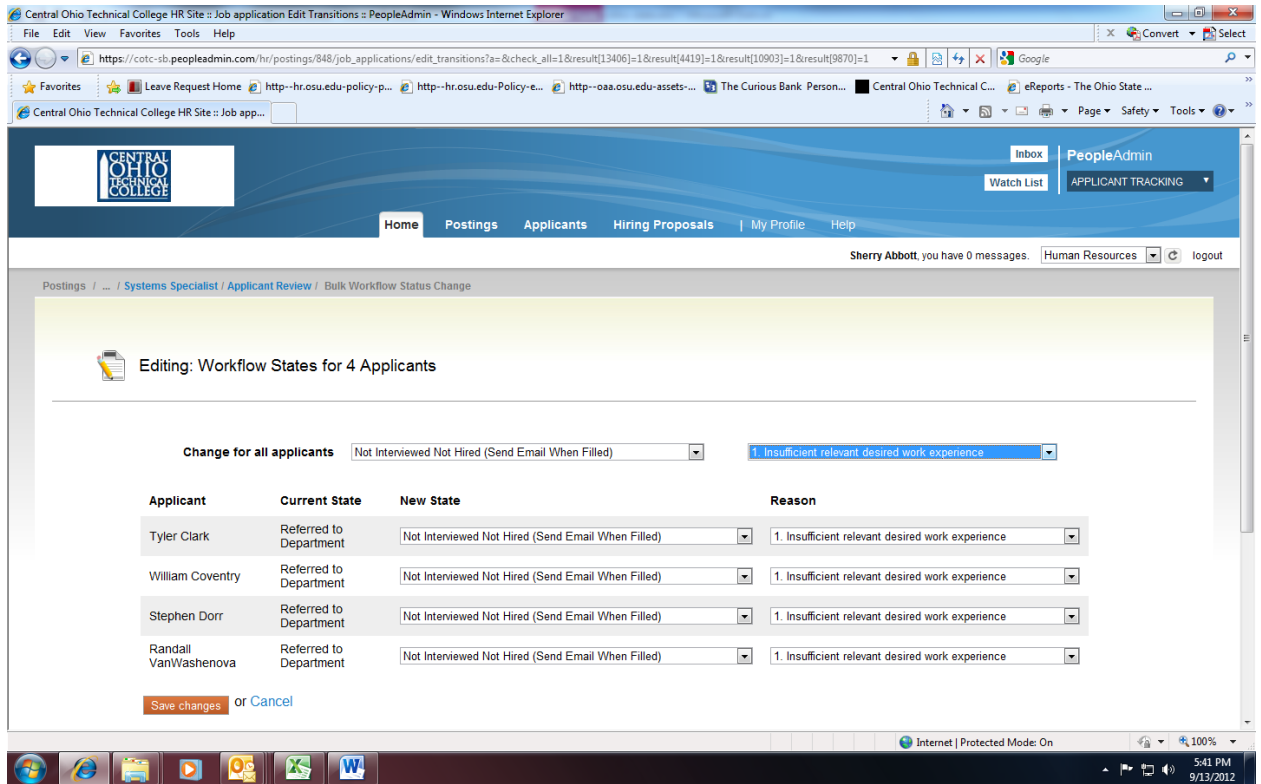 Central Ohio Technical College HR Site :: Job application Edit Transitions :: PeopleAdmin - Windows Internet Explorer
File Edit View Favorites Tools Help
X Convert Select
https://cotc-sb.peopleadmin.com/hr/postings/848/job_applications/edit_transitions?a=&check_all=1&result[13406]=1&result[4419]=1&result[10903]=1&result[9870]=1
Google
Favorites Leave Request Home http--hr.osu.edu-policy-p... http--hr.osu.edu-Policy-e... http--oaa.osu.edu-assets-... The Curious Bank Person... Central Ohio Technical C... eReports - The Ohio State ...
Central Ohio Technical College HR Site :: Job app...
Page Safety Tools
CENTRAL
OHIO
TECHNICAL
COLLEGE
Inbox PeopleAdmin
Watch List APPLICANT TRACKING
Home Postings Applicants Hiring Proposals | My Profile Help
Sherry Abbott, you have 0 messages. Human Resources logout
Postings / ... / Systems Specialist / Applicant Review / Bulk Workflow Status Change
Editing: Workflow States for 4 Applicants
Change for all applicants Not Interviewed Not Hired (Send Email When Filled) 1. Insufficient relevant desired work experience
Applicant Current State New State Reason
Tyler Clark Referred to Department Not Interviewed Not Hired (Send Email When Filled) 1. Insufficient relevant desired work experience
William Coventry Referred to Department Not Interviewed Not Hired (Send Email When Filled) 1. Insufficient relevant desired work experience
Stephen Dorr Referred to Department Not Interviewed Not Hired (Send Email When Filled) 1. Insufficient relevant desired work experience
Randall VanWashenova Referred to Department Not Interviewed Not Hired (Send Email When Filled) 1. Insufficient relevant desired work experience
Save changes or Cancel
Internet | Protected Mode: On 100%
5:41 PM
9/13/2012